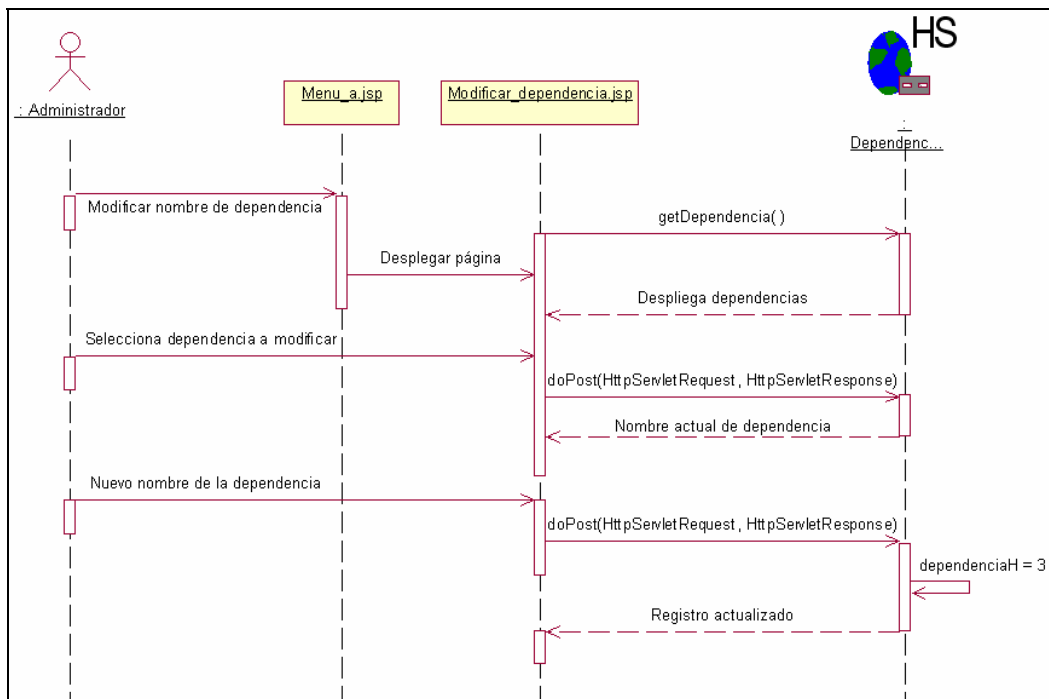 HS
: Administrador
Menu_a.jsp
Modificar_dependencia.jsp
:
Dependenc...
Modificar nombre de dependencia
getDependencia( )
Desplegar página
Despliega dependencias
Selecciona dependencia a modificar
doPost(HttpServletRequest, HttpServletResponse)
Nombre actual de dependencia
Nuevo nombre de la dependencia
doPost(HttpServletRequest, HttpServletResponse)
dependenciaH = 3
Registro actualizado